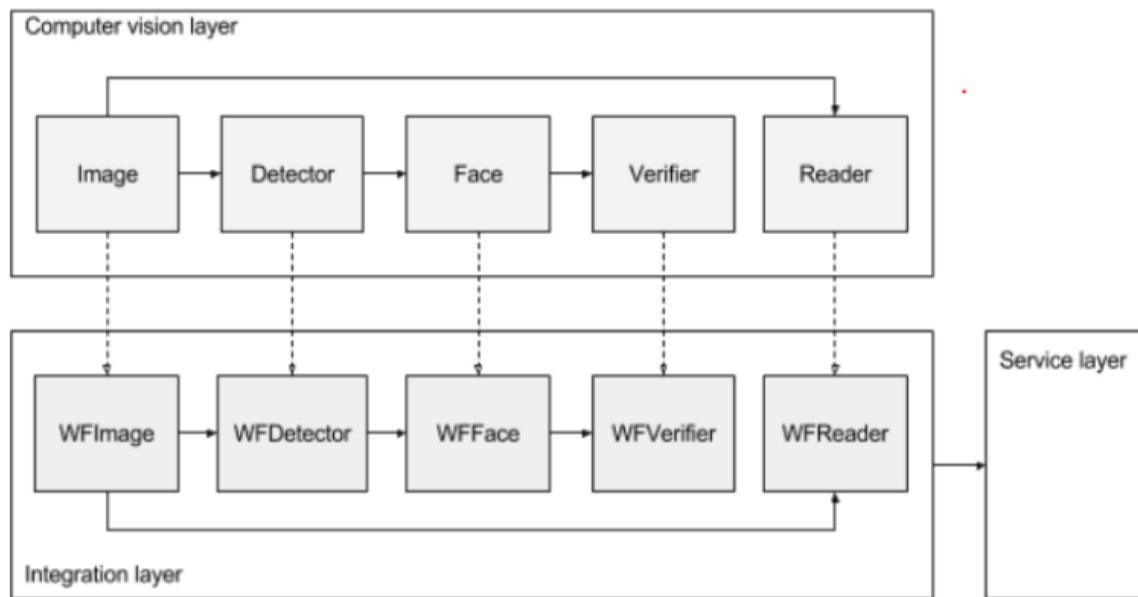 Computer vision layer
Image
Detector
Face
Verifier
Reader
WFImage
WFDetector
WFFace
WFVerifier
WFReader
Integration layer
Service layer